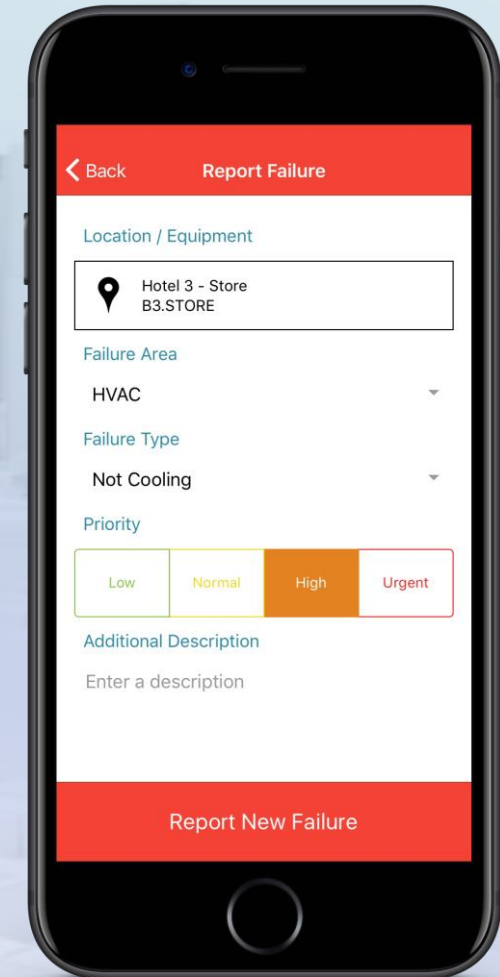 Back
Report Failure
Location / Equipment
Hotel 3 - Store
B3.STORE
Failure Area
HVAC
Failure Type
Not Cooling
Priority
Low Normal High Urgent
Additional Description
Enter a description
Report New Failure